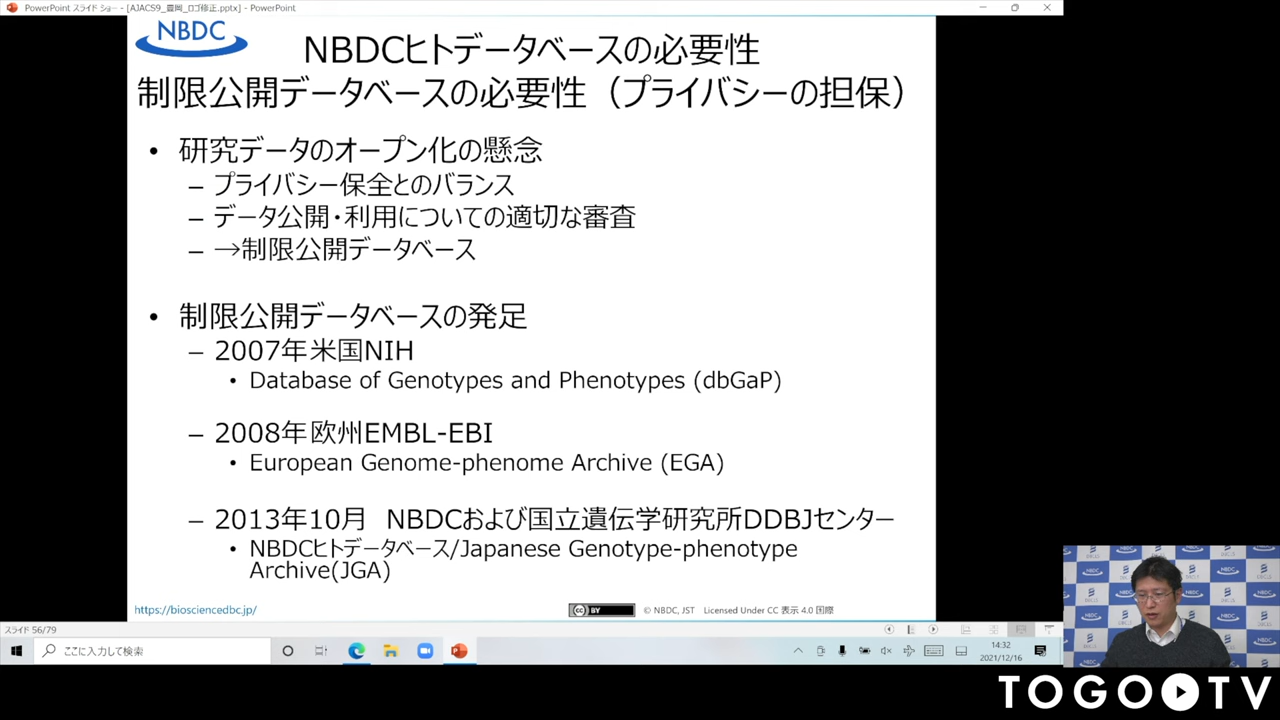 PowerPoint スライド ショー - [AJACS9_豊岡_ロゴ修正.pptx] - PowerPoint
NBDC
NBDCヒトデータベースの必要性
制限公開データベースの必要性（プライバシーの担保）
• 研究データのオープン化の懸念
– プライバシー保全とのバランス
– データ公開・利用についての適切な審査
– →制限公開データベース
• 制限公開データベースの発足
– 2007年米国NIH
• Database of Genotypes and Phenotypes (dbGaP)
– 2008年欧州EMBL-EBI
• European Genome-phenome Archive (EGA)
– 2013年10月　NBDCおよび国立遺伝学研究所DDBJセンター
• NBDCヒトデータベース/Japanese Genotype-phenotype
Archive(JGA)
https://biosciencedbc.jp/
cc BY
© NBDC, JST Licensed Under CC 表示 4.0 国際
スライド 56/79
ここに入力して検索
14:32
2021/12/16
NBDC
TOGO TV